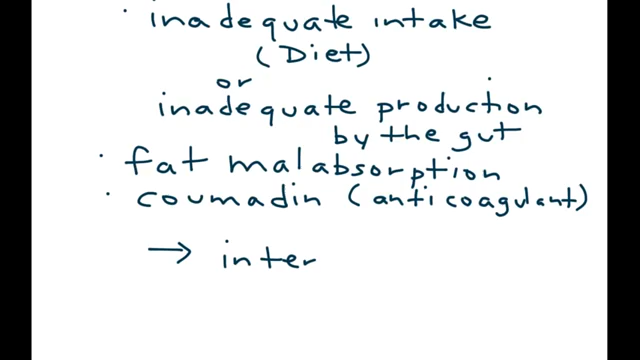 · inadequate intake
(Diet)
or
inadequate production
by the gut
· fat malabsorption
· coumadin (anticoagulant)
→ inter